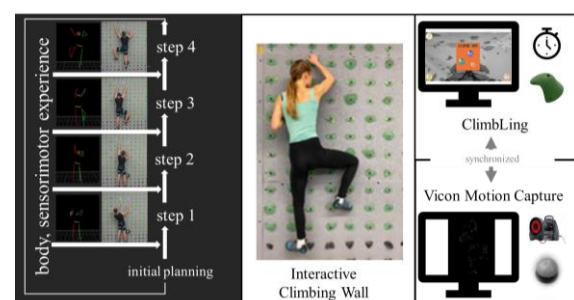 body, sensorimotor experience
step 4
step 3
step 2
step 1
initial planning
Interactive
Climbing Wall
ClimbLing
synchronized
Vicon Motion Capture